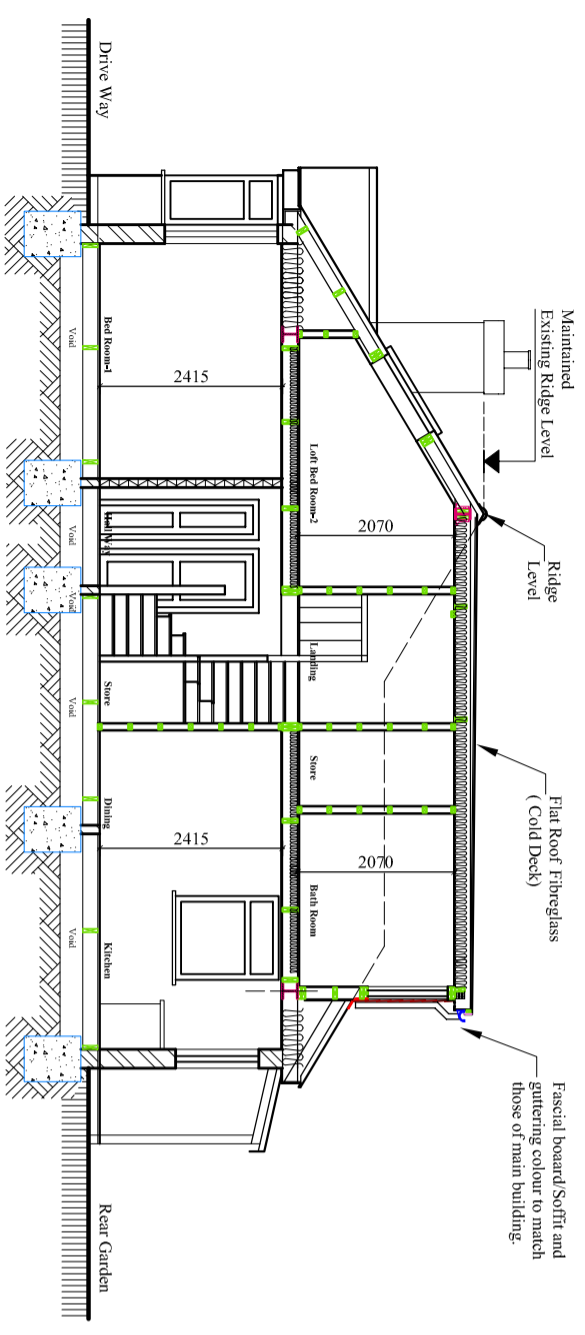 Maintained
Existing Ridge Level
Ridge
Level
Flat Roof Fibreglass
( Cold Deck)
Fascial boaard/Soffit and
guttering colour to match
those of main building.
2070
2070
Loft Bed Room-2
Landing
Store
Bath Room
2415
2415
Bed Room-1
Hall Way
Store
Dining
Kitchen
Void
Void
Void
Void
Void
Drive Way
Rear Garden